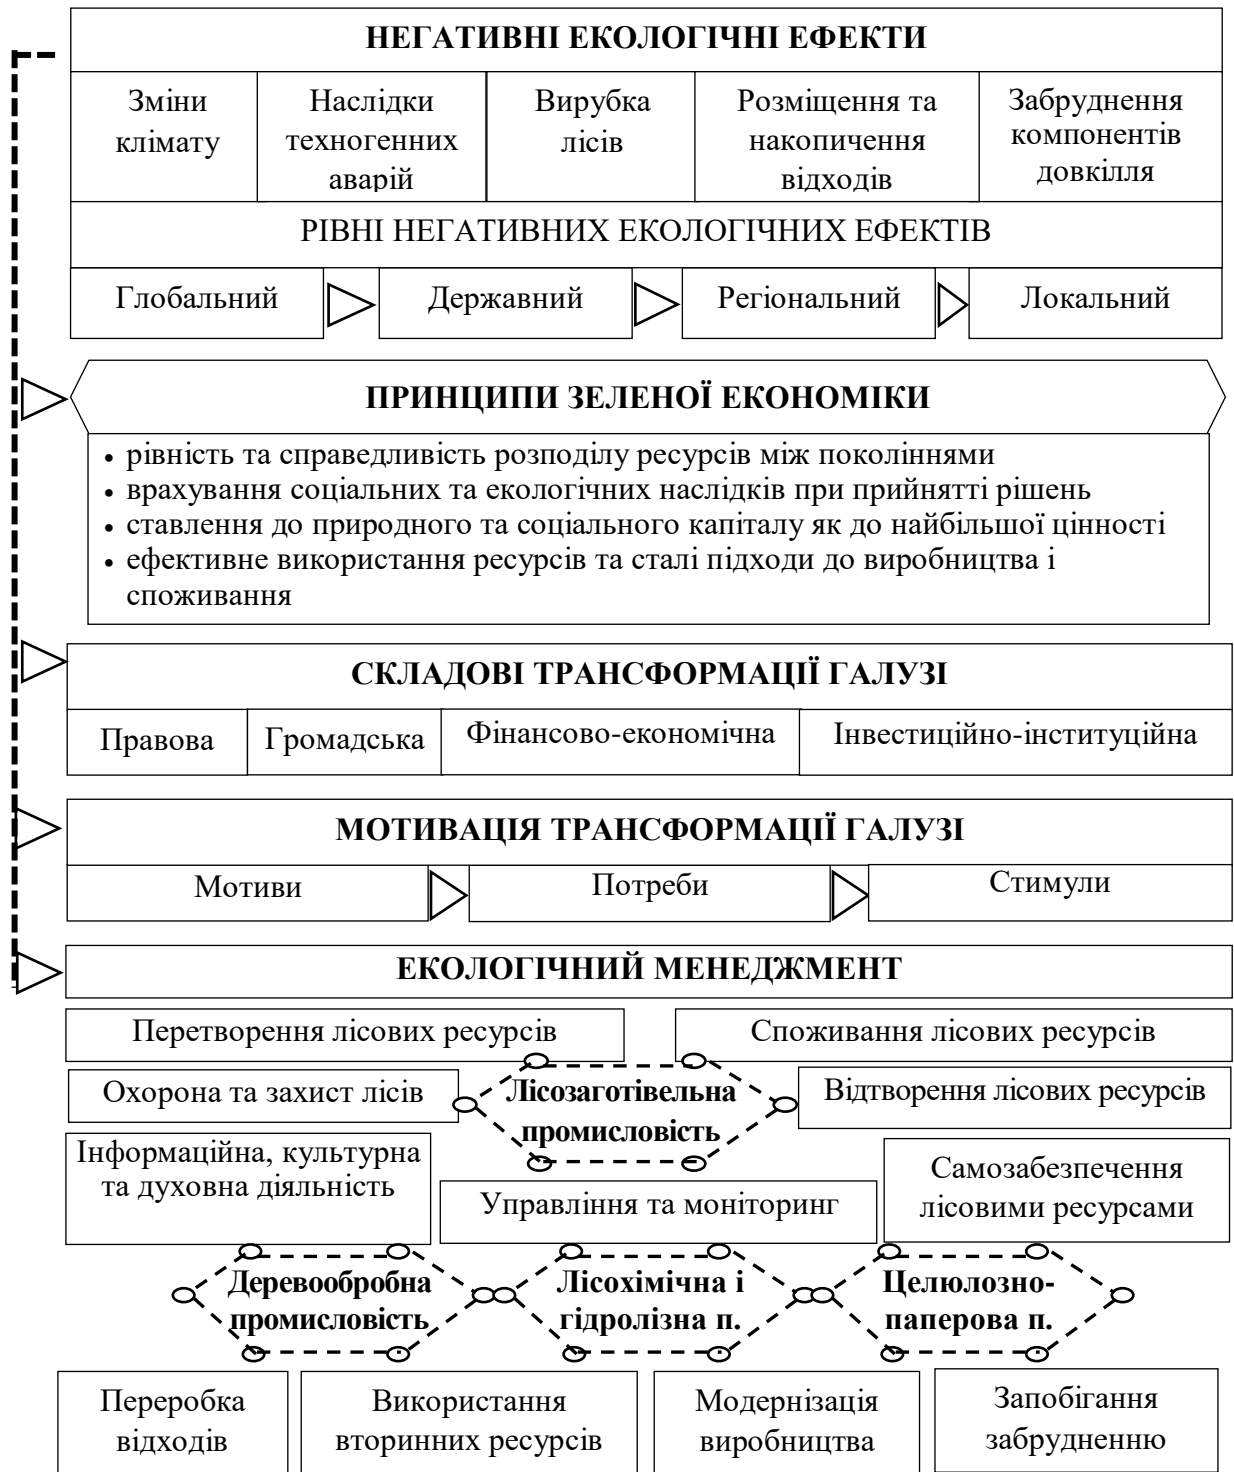 НЕГАТИВНІ ЕКОЛОГІЧНІ ЕФЕКТИ
Зміни
клімату
Наслідки
техногенних
аварій
Вирубка
лісів
Розміщення та
накопичення
відходів
Забруднення
компонентів
довкілля
РІВНІ НЕГАТИВНИХ ЕКОЛОГІЧНИХ ЕФЕКТІВ
Глобальний
Державний
Регіональний
Локальний
ПРИНЦИПИ ЗЕЛЕНОЇ ЕКОНОМІКИ
• рівність та справедливість розподілу ресурсів між поколіннями
• врахування соціальних та екологічних наслідків при прийнятті рішень
• ставлення до природного та соціального капіталу як до найбільшої цінності
• ефективне використання ресурсів та сталі підходи до виробництва і
споживання
СКЛАДОВІ ТРАНСФОРМАЦІЇ ГАЛУЗІ
Правова
Громадська
Фінансово-економічна
Інвестиційно-інституційна
МОТИВАЦІЯ ТРАНСФОРМАЦІЇ ГАЛУЗІ
Мотиви
Потреби
Стимули
ЕКОЛОГІЧНИЙ МЕНЕДЖМЕНТ
Перетворення лісових ресурсів
Споживання лісових ресурсів
Охорона та захист лісів
Лісозаготівельна
промисловість
Відтворення лісових ресурсів
Інформаційна, культурна
та духовна діяльність
Управління та моніторинг
Самозабезпечення
лісовими ресурсами
Деревообробна
промисловість
Лісохімічна і
гідролізна п.
Целюлозно-
паперова п.
Переробка
відходів
Використання
вторинних ресурсів
Модернізація
виробництва
Запобігання
забрудненню